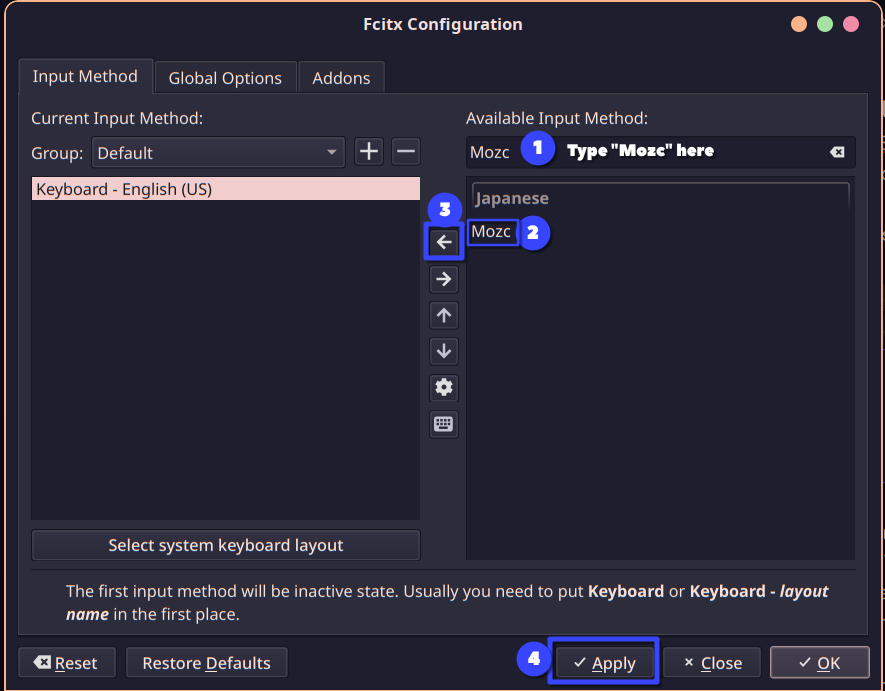 Fcitx Configuration
Input Method
Global Options
Addons
Current Input Method:
Group:
Default
Keyboard - English (US)
Available Input Method:
Mozc
1
Type "Mozc" here
Japanese
Mozc
2
3
Select system keyboard layout
The first input method will be inactive state. Usually you need to put Keyboard or Keyboard - layout
name in the first place.
Reset
Restore Defaults
4
Apply
Close
OK